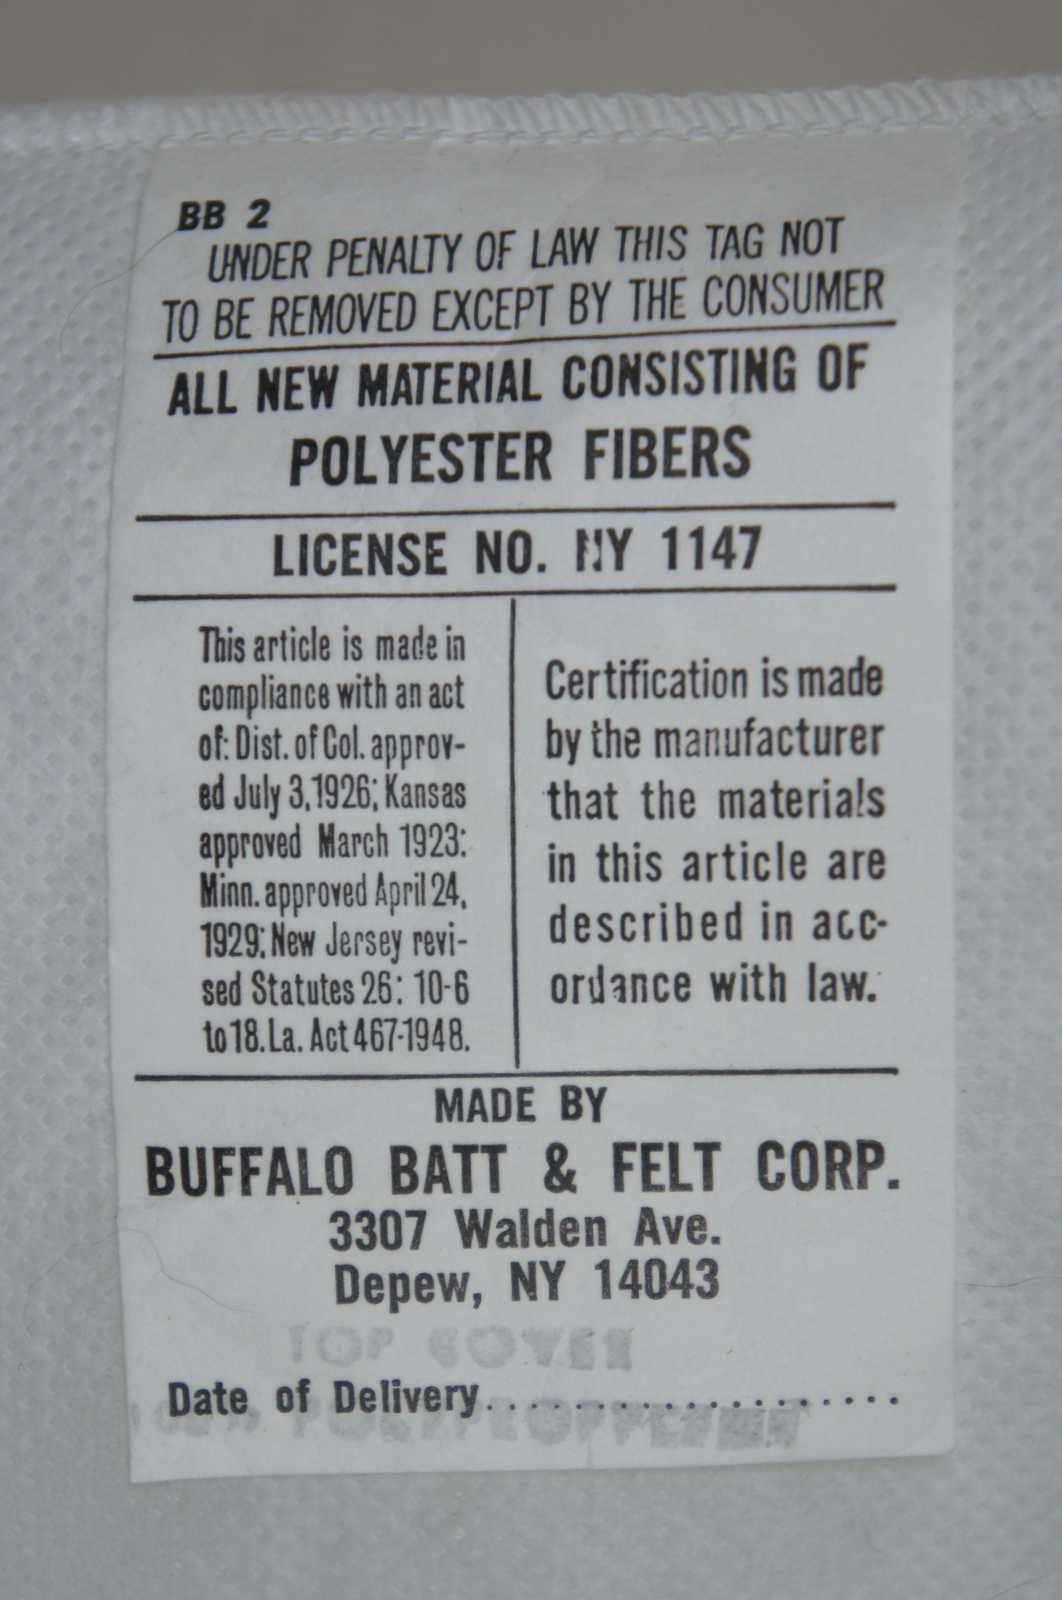 BB 2
UNDER PENALTY OF LAW THIS TAG NOT
TO BE REMOVED EXCEPT BY THE CONSUMER
ALL NEW MATERIAL CONSISTING OF
POLYESTER FIBERS
LICENSE NO. NY 1147
This article is made in
compliance with an act
of: Dist. of Col. approv-
ed July 3, 1926; Kansas
approved March 1923:
Minn. approved April 24,
1929; New Jersey revi-
sed Statutes 26: 10-6
to 18. La. Act 467-1948.
Certification is made
by the manufacturer
that the materials
in this article are
described in acc-
ordance with law.
MADE BY
BUFFALO BATT & FELT CORP.
3307 Walden Ave.
Depew, NY 14043
TOP COVER
Date of Delivery....................